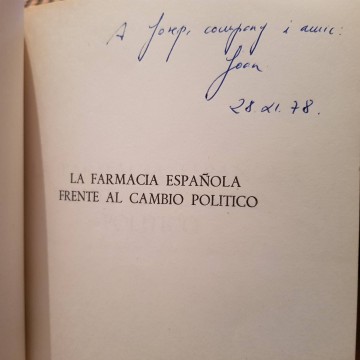 A Josep, company i amic:
Joan
28.XI.78.
LA FARMACIA ESPAÑOLA
FRENTE AL CAMBIO POLITICO